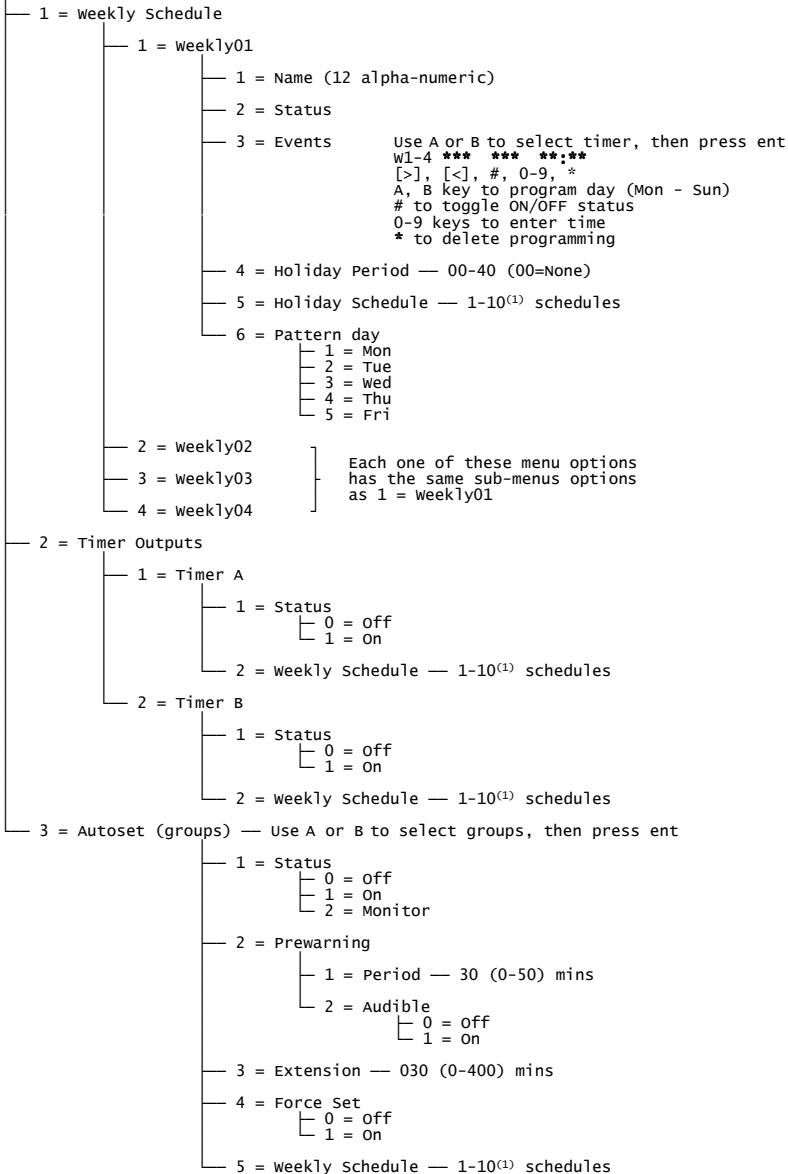 1 = Weekly Schedule
1 = Weekly01
1 = Name (12 alpha-numeric)
2 = Status
3 = Events Use A or B to select timer, then press ent
W1-4 *** *** **:**
[>], [<], #, 0-9, *
A, B key to program day (Mon - Sun)
# to toggle ON/OFF status
0-9 keys to enter time
* to delete programming
4 = Holiday Period — 00-40 (00=None)
5 = Holiday Schedule — 1-10(1) schedules
6 = Pattern day
1 = Mon
2 = Tue
3 = Wed
4 = Thu
5 = Fri
2 = Weekly02
3 = Weekly03
4 = Weekly04
Each one of these menu options
has the same sub-menus options
as 1 = Weekly01
2 = Timer Outputs
1 = Timer A
1 = Status
0 = Off
1 = On
2 = Weekly Schedule — 1-10(1) schedules
2 = Timer B
1 = Status
0 = Off
1 = On
2 = Weekly Schedule — 1-10(1) schedules
3 = Autoset (groups) — Use A or B to select groups, then press ent
1 = Status
0 = Off
1 = On
2 = Monitor
2 = Prewarning
1 = Period — 30 (0-50) mins
2 = Audible
0 = Off
1 = On
3 = Extension — 030 (0-400) mins
4 = Force Set
0 = Off
1 = On
5 = Weekly Schedule — 1-10(1) schedules